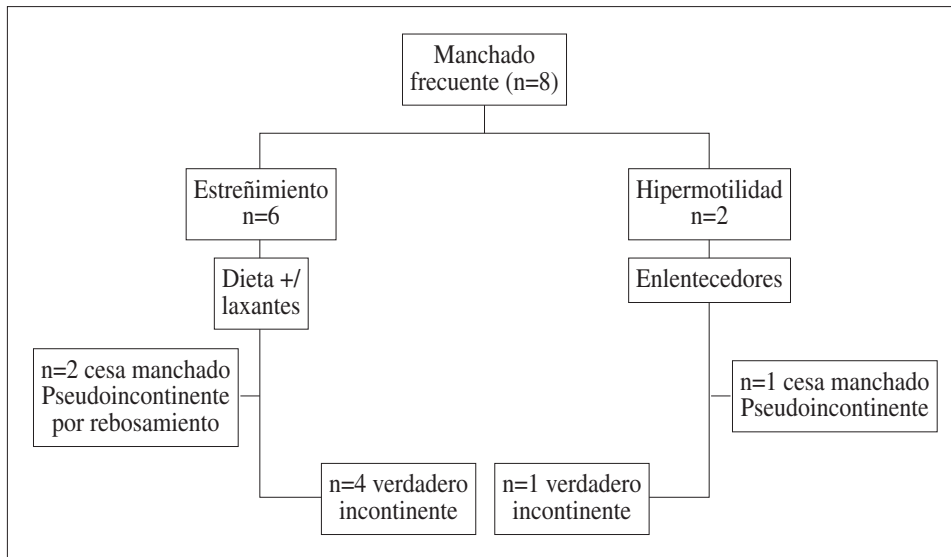 Manchado
frecuente (n=8)
Estreñimiento
n=6
Hipermotilidad
n=2
Dieta +/
laxantes
Enlentecedores
n=2 cesa manchado
Pseudoincontinente
por rebosamiento
n=1 cesa manchado
Pseudoincontinente
n=4 verdadero
incontinente
n=1 verdadero
incontinente